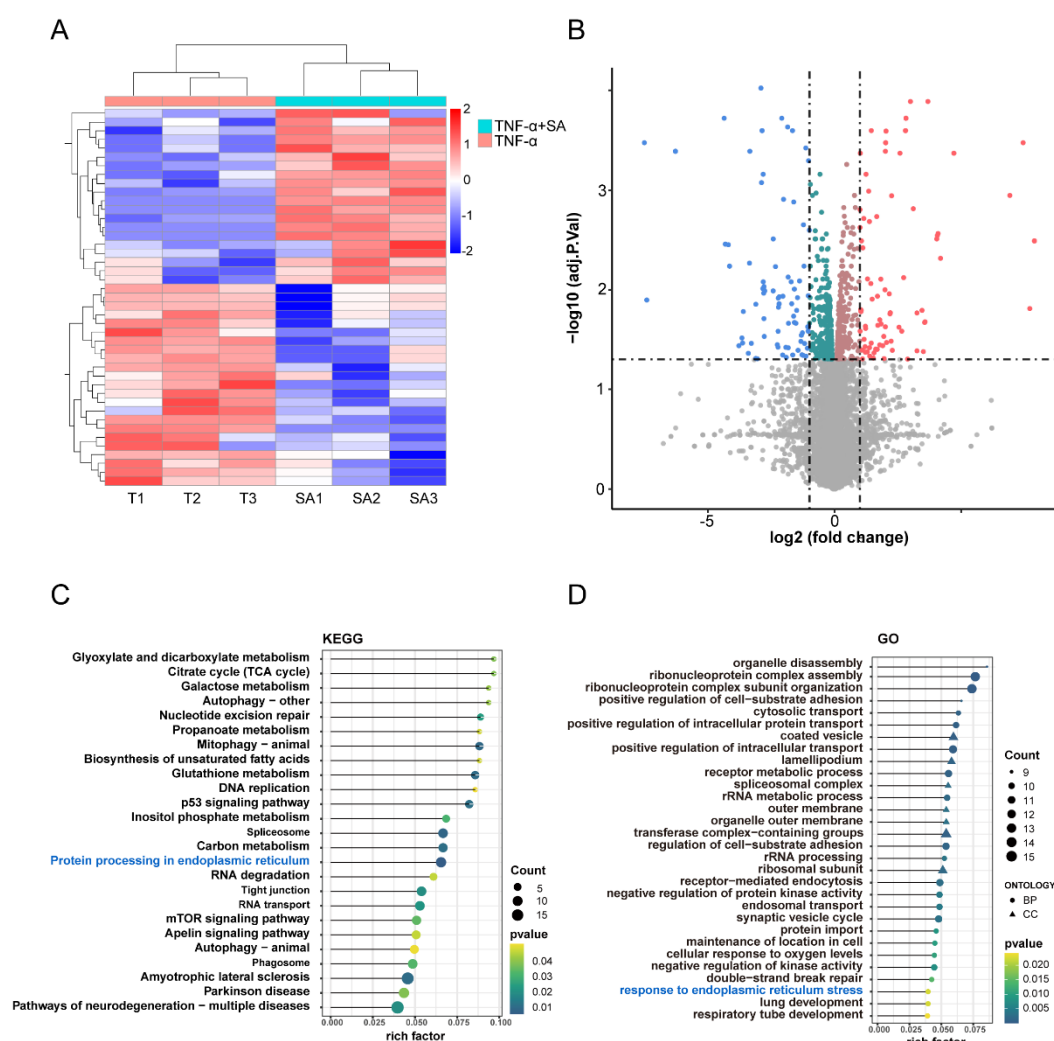 A
2
1
0
-1
-2
TNF-α+SA
TNF-α
T1 T2 T3 SA1 SA2 SA3
B
−log10 (adj.P.Val)
3
2
1
0
-5 0
log2 (fold change)
C
KEGG
Glyoxylate and dicarboxylate metabolism
Citrate cycle (TCA cycle)
Galactose metabolism
Autophagy − other
Nucleotide excision repair
Propanoate metabolism
Mitophagy − animal
Biosynthesis of unsaturated fatty acids
Glutathione metabolism
DNA replication
p53 signaling pathway
Inositol phosphate metabolism
Spliceosome
Carbon metabolism
Protein processing in endoplasmic reticulum
RNA degradation
Tight junction
RNA transport
mTOR signaling pathway
Apelin signaling pathway
Autophagy − animal
Phagosome
Amyotrophic lateral sclerosis
Parkinson disease
Pathways of neurodegeneration − multiple diseases
0.000 0.025 0.050 0.075 0.100
rich factor
Count
5
10
15
pvalue
0.04
0.03
0.02
0.01
D
GO
organelle disassembly
ribonucleoprotein complex assembly
ribonucleoprotein complex subunit organization
positive regulation of cell−substrate adhesion
cytosolic transport
positive regulation of intracellular protein transport
coated vesicle
positive regulation of intracellular transport
lamellipodium
receptor metabolic process
spliceosomal complex
rRNA metabolic process
outer membrane
organelle outer membrane
transferase complex−containing groups
regulation of cell−substrate adhesion
rRNA processing
ribosomal subunit
receptor−mediated endocytosis
negative regulation of protein kinase activity
endosomal transport
synaptic vesicle cycle
protein import
maintenance of location in cell
cellular response to oxygen levels
negative regulation of kinase activity
double−strand break repair
response to endoplasmic reticulum stress
lung development
respiratory tube development
0.000 0.025 0.050 0.075
rich factor
Count
9
10
11
12
13
14
15
ONTOLOGY
BP
CC
pvalue
0.020
0.015
0.010
0.005